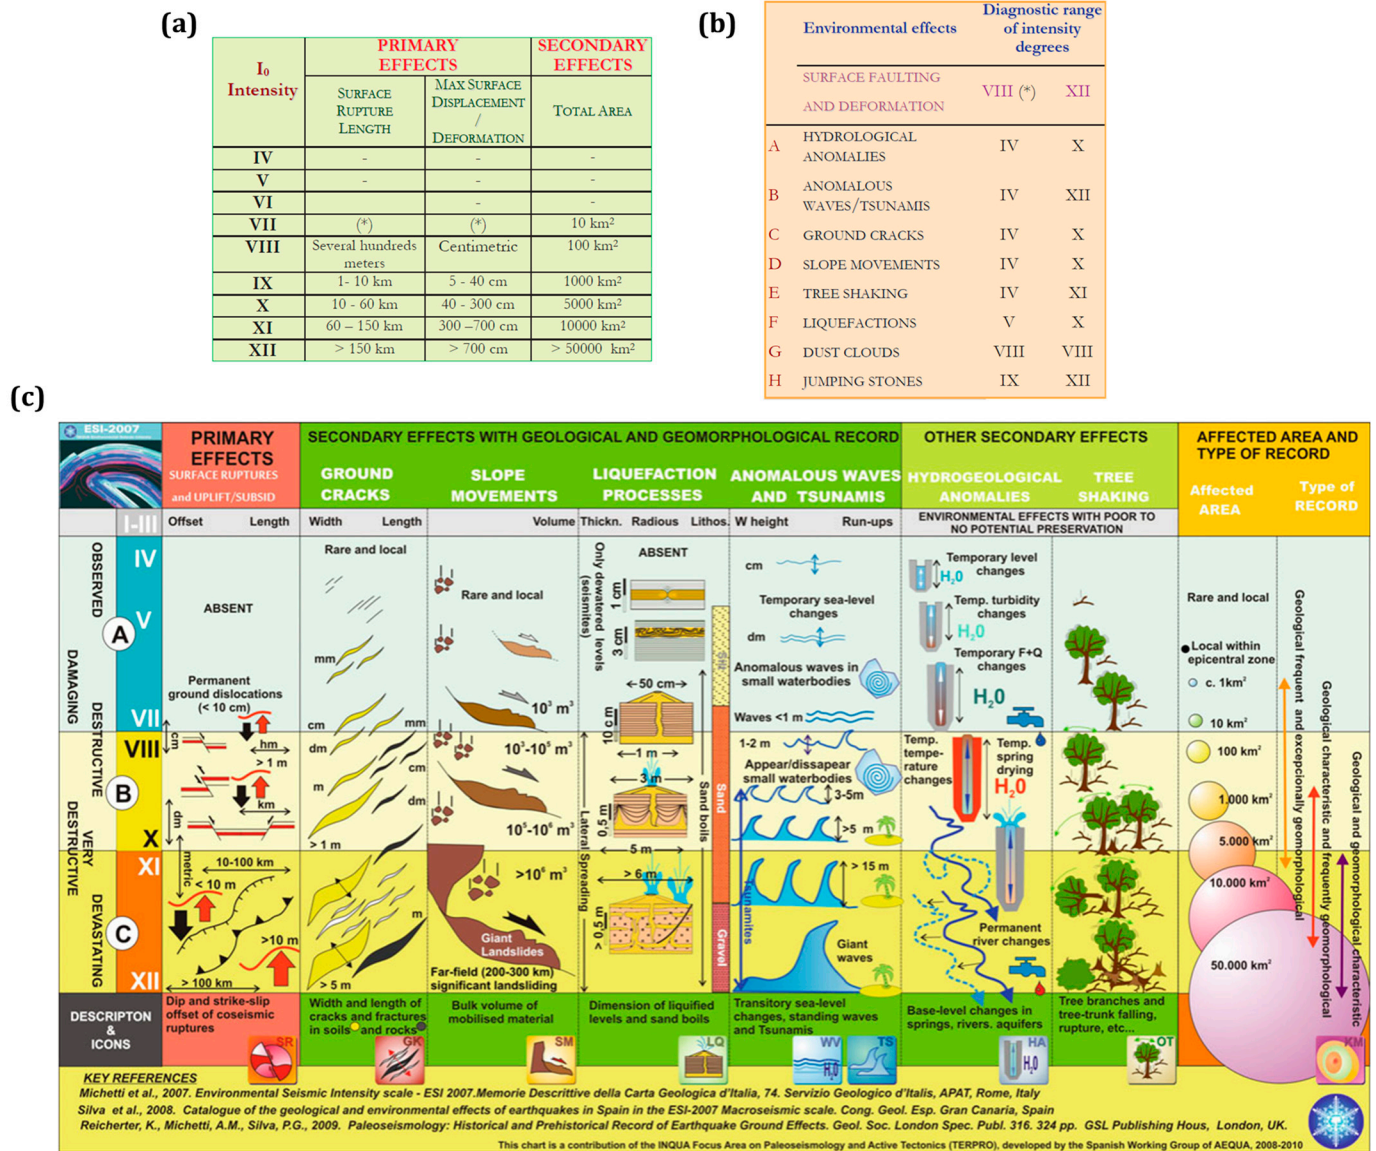 (a)
I0 Intensity
PRIMARY EFFECTS
SECONDARY EFFECTS
SURFACE RUPTURE LENGTH
MAX SURFACE DISPLACEMENT / DEFORMATION
TOTAL AREA
IV - - -
V - - -
VI - -
VII (*) (*) 10 km²
VIII Several hundreds meters Centimetric 100 km²
IX 1- 10 km 5 - 40 cm 1000 km²
X 10 - 60 km 40 - 300 cm 5000 km²
XI 60 – 150 km 300 –700 cm 10000 km²
XII > 150 km > 700 cm > 50000 km²
(b)
Environmental effects
Diagnostic range of intensity degrees
SURFACE FAULTING AND DEFORMATION VIII (*) XII
A HYDROLOGICAL ANOMALIES IV X
B ANOMALOUS WAVES/TSUNAMIS IV XII
C GROUND CRACKS IV X
D SLOPE MOVEMENTS IV X
E TREE SHAKING IV XI
F LIQUEFACTIONS V X
G DUST CLOUDS VIII VIII
H JUMPING STONES IX XII
(c)
ESI-2007
PRIMARY EFFECTS
SURFACE RUPTURES
and UPLIFT/SUBSID
SECONDARY EFFECTS WITH GEOLOGICAL AND GEOMORPHOLOGICAL RECORD
GROUND CRACKS
SLOPE MOVEMENTS
LIQUEFACTION PROCESSES
ANOMALOUS WAVES AND TSUNAMIS
OTHER SECONDARY EFFECTS
HYDROGEOLOGICAL ANOMALIES
TREE SHAKING
AFFECTED AREA AND TYPE OF RECORD
Affected AREA
Type of RECORD
I-III
Offset Length
Width Length
Volume
Thickn. Radious Lithos.
W height Run-ups
ENVIRONMENTAL EFFECTS WITH POOR TO NO POTENTIAL PRESERVATION
OBSERVED
DAMAGING
DESTRUCTIVE
VERY DESTRUCTIVE
DEVASTATING
A
B
C
IV
V
VII
VIII
X
XI
XII
ABSENT
Permanent ground dislocations (< 10 cm)
cm
hm
> 1 m
km
dm
metric
10-100 km
< 10 m
>10 m
> 100 km
Rare and local
mm
cm
mm
dm
cm
m
dm
> 1 m
m
> 5 m
Rare and local
10³ m³
10³-10⁵ m³
10⁵-10⁶ m³
>10⁶ m³
Giant Landslides
Far-field (200-300 km) significant landsliding
Only dewatered levels (seismites)
ABSENT
1 cm
3 cm
50 cm
10 cm
1 m
3 m
0,5 m
5 m
> 6 m
> 0,5 m
Lateral Spreading
Sand boils
Sand
Gravel
cm
Temporary sea-level changes
dm
Anomalous waves in small waterbodies
Waves <1 m
1-2 m
Appear/dissapear small waterbodies
3-5m
>5 m
> 15 m
Tsunamites
Giant waves
Temporary level changes
H20
Temp. turbidity changes
H20
Temporary F+Q changes
H20
Temp. tempe-rature changes
Temp. spring drying
H20
Permanent river changes
Rare and local
Local within epicentral zone
c. 1km²
10 km²
100 km²
1.000 km²
5.000 km²
10.000 km²
50.000 km²
Geological frequent and excepcionally geomorphological
Geological characteristic and frequently geomorphological
Geological and geomorphological characteristic
DESCRIPTON & ICONS
Dip and strike-slip offset of coseismic ruptures
SR
Width and length of cracks and fractures in soils and rocks
GK
Bulk volume of mobilised material
SM
Dimension of liquified levels and sand boils
LQ
Transitory sea-level changes, standing waves and Tsunamis
WV
H20
TS
Base-level changes in springs, rivers. aquifers
HA
H20
Tree branches and tree-trunk falling, rupture, etc...
OT
KM
KEY REFERENCES
Michetti et al., 2007. Environmental Seismic Intensity scale - ESI 2007.Memorie Descrittive della Carta Geologica d'Italia, 74. Servizio Geologico d'Italis, APAT, Rome, Italy
Silva et al., 2008. Catalogue of the geological and environmental effects of earthquakes in Spain in the ESI-2007 Macroseismic scale. Cong. Geol. Esp. Gran Canaria, Spain
Reicherter, K., Michetti, A.M., Silva, P.G., 2009. Paleoseismology: Historical and Prehistorical Record of Earthquake Ground Effects. Geol. Soc. London Spec. Publ. 316. 324 pp. GSL Publishing Hous, London, UK.
This chart is a contribution of the INQUA Focus Area on Paleoseismology and Active Tectonics (TERPRO), developed by the Spanish Working Group of AEQUA, 2008-2010